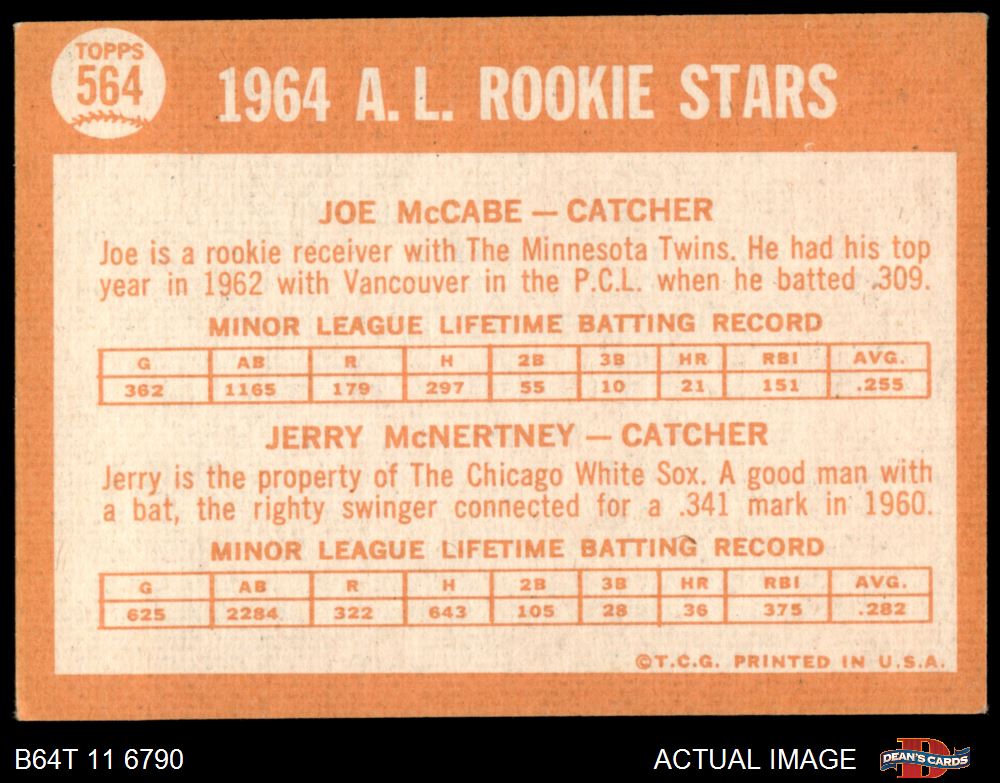 TOPPS
564
1964 A. L. ROOKIE STARS
JOE McCABE — CATCHER
Joe is a rookie receiver with The Minnesota Twins. He had his top
year in 1962 with Vancouver in the P.C.L. when he batted .309.
MINOR LEAGUE LIFETIME BATTING RECORD
G AB R H 2B 3B HR RBI AVG.
362 1165 179 297 55 10 21 151 .255
JERRY McNERTNEY — CATCHER
Jerry is the property of The Chicago White Sox. A good man with
a bat, the righty swinger connected for a .341 mark in 1960.
MINOR LEAGUE LIFETIME BATTING RECORD
G AB R H 2B 3B HR RBI AVG.
625 2284 322 643 105 28 36 375 .282
©T.C.G. PRINTED IN U.S.A.
B64T 11 6790
ACTUAL IMAGE
D
DEAN'S CARDS